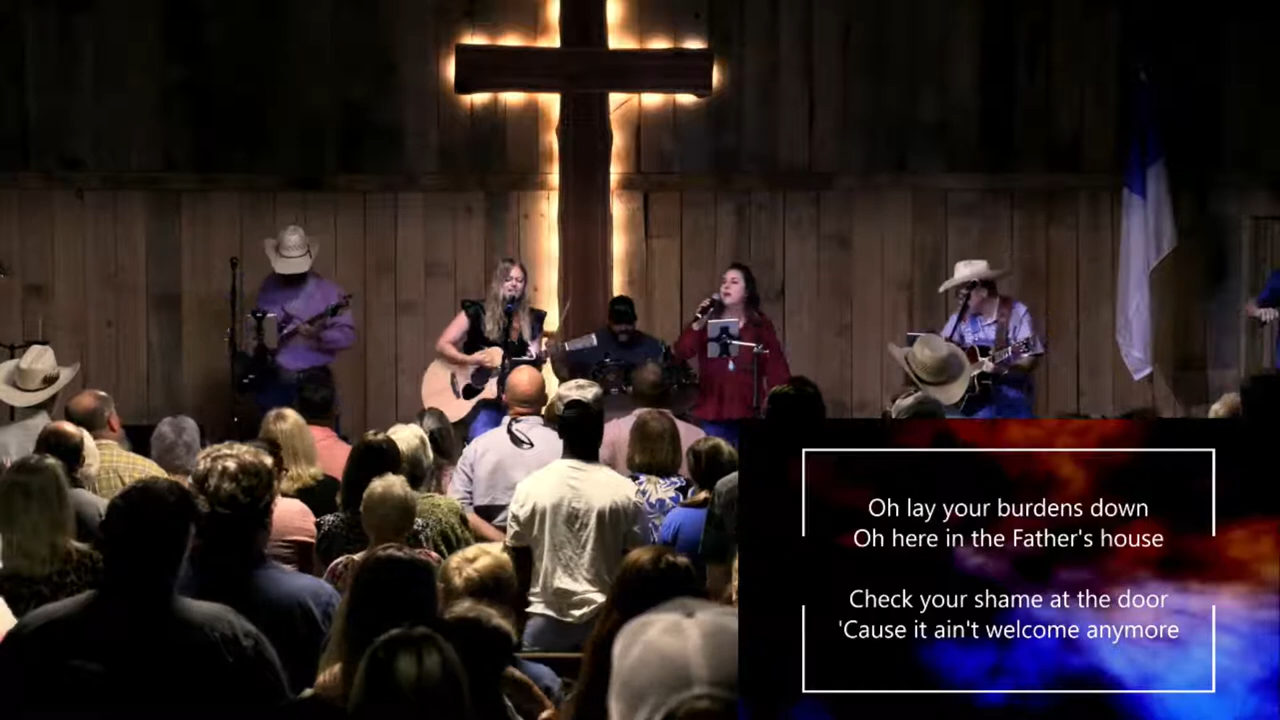 Oh lay your burdens down
Oh here in the Father's house
Check your shame at the door
'Cause it ain't welcome anymore